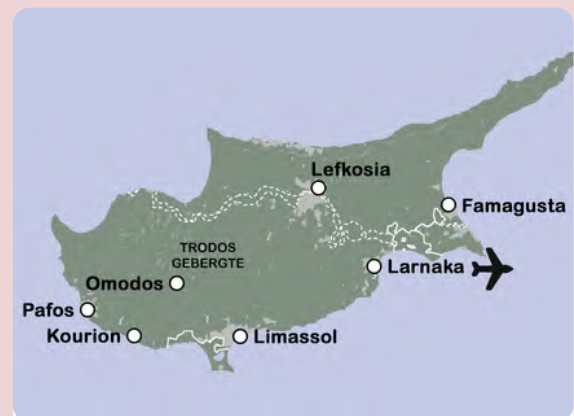 Lefkosia
Famagusta
TRODOS
GEBERGTE
Larnaka
Omodos
Pafos
Kourion
Limassol